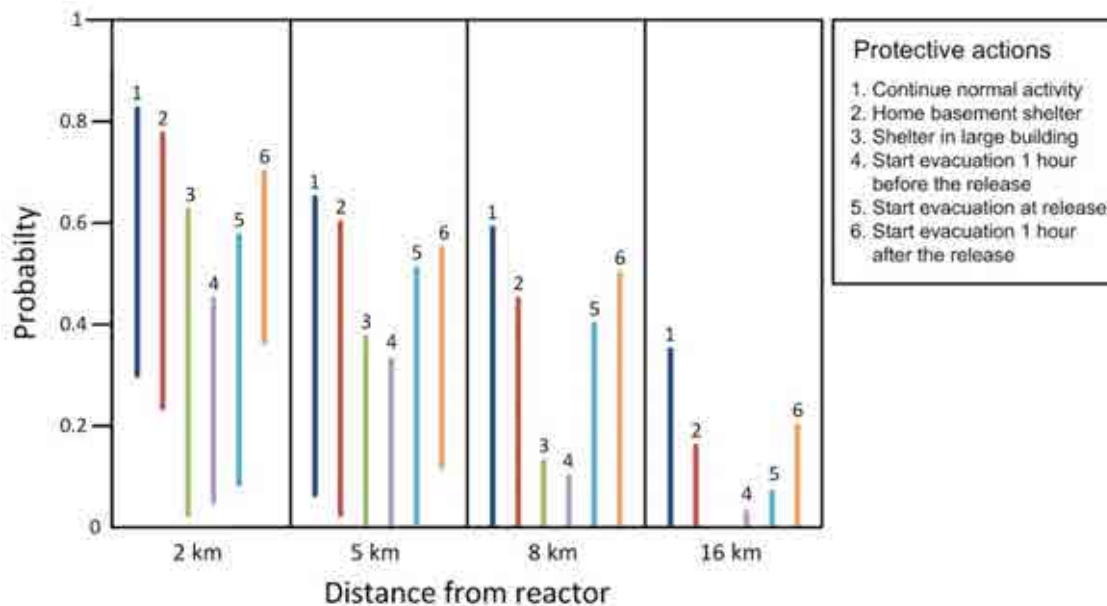 1
0.8
0.6
0.4
0.2
0
Probabilty
1
2
3
4
5
6
1
2
3
4
5
6
1
2
3
4
5
6
1
2
4
5
6
2 km
5 km
8 km
16 km
Distance from reactor
Protective actions
1. Continue normal activity
2. Home basement shelter
3. Shelter in large building
4. Start evacuation 1 hour
before the release
5. Start evacuation at release
6. Start evacuation 1 hour
after the release